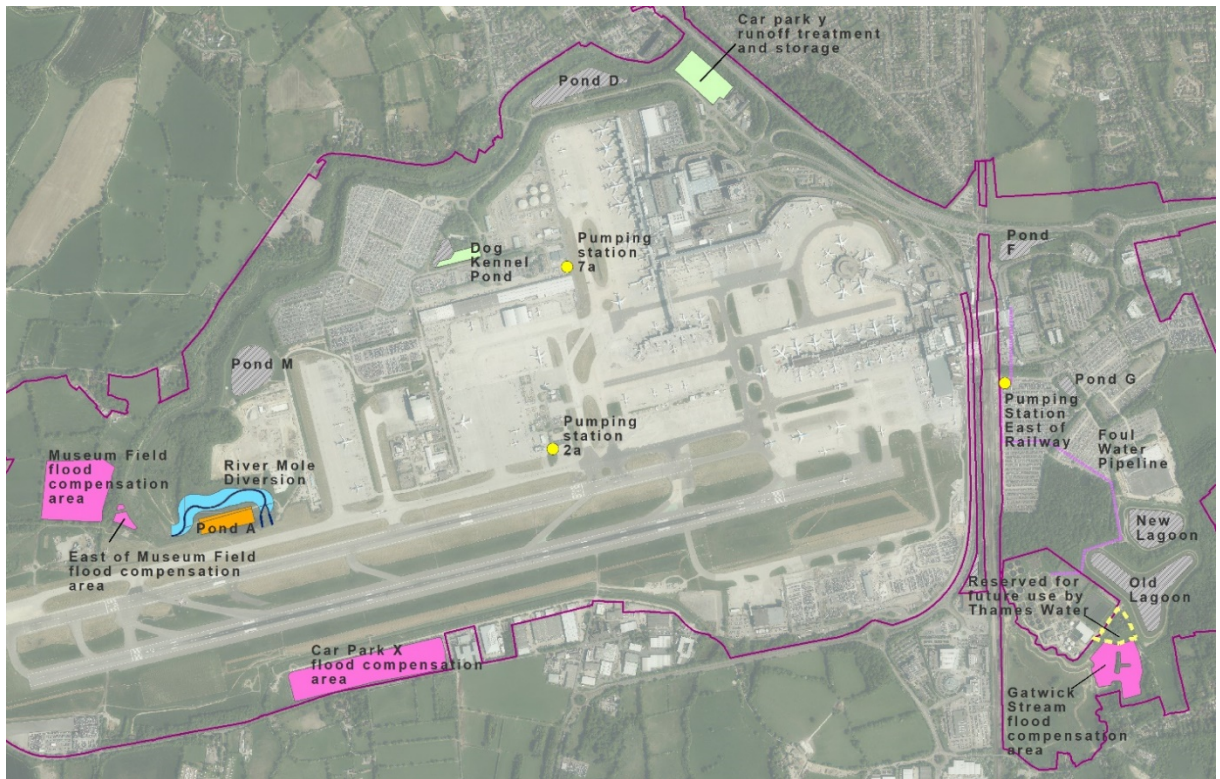 Car park y
runoff treatment
and storage
Pond D
Dog
Kennel
Pond
Pumping
station
7a
Pond
F
Pond M
Pond G
Pumping
Station
East of
Railway
Foul
Water
Pipeline
Pumping
station
2a
Museum Field
flood
compensation
area
River Mole
Diversion
Pond A
East of Museum Field
flood compensation
area
New
Lagoon
Reserved for
future use by
Thames Water
Old
Lagoon
Car Park X
flood compensation
area
Gatwick
Stream
flood
compensation
area